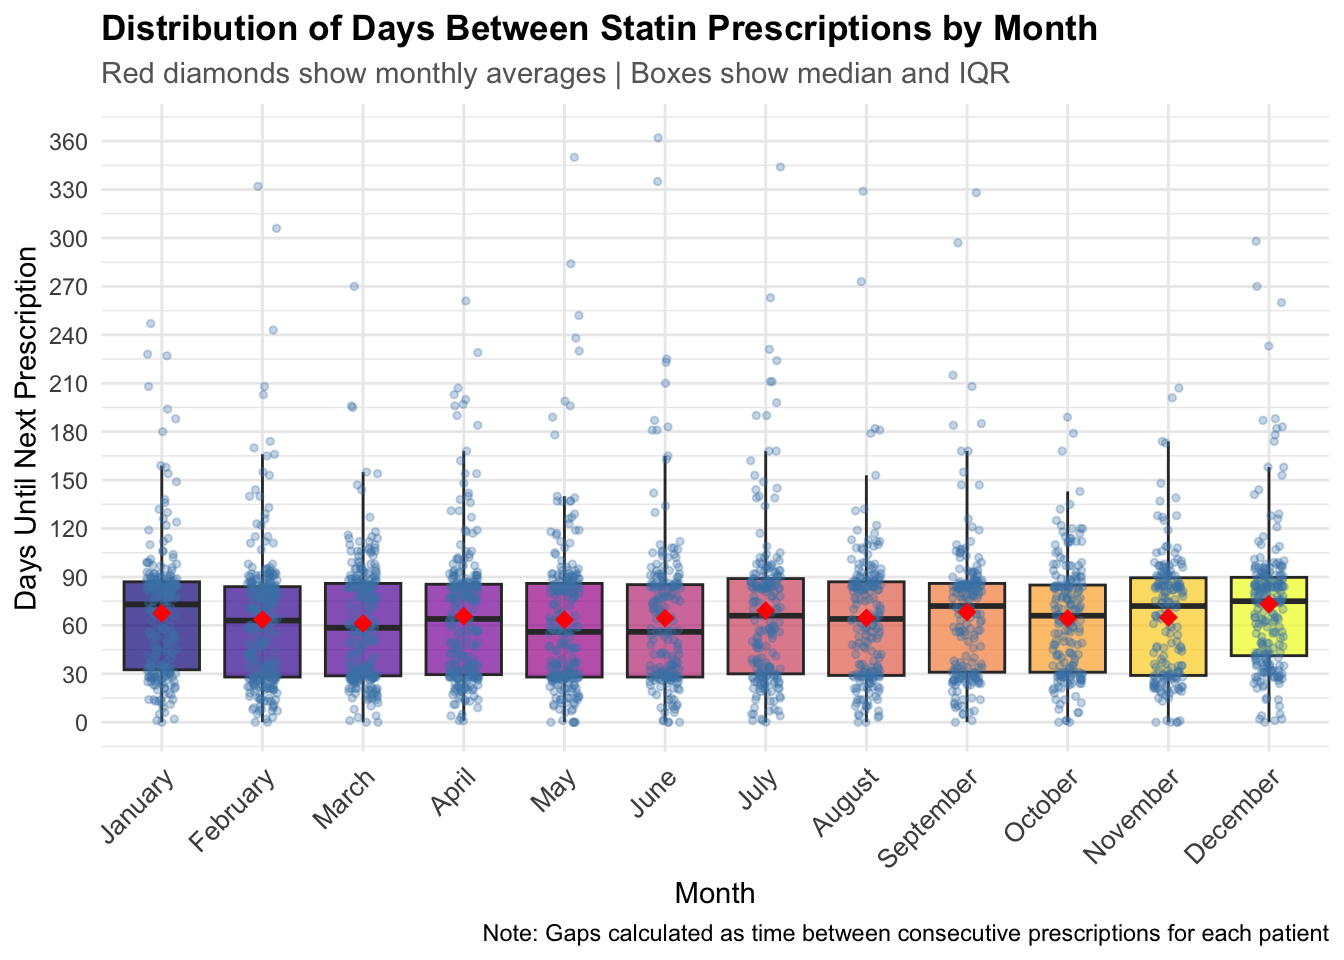 Distribution of Days Between Statin Prescriptions by Month
Red diamonds show monthly averages | Boxes show median and IQR
Days Until Next Prescription
360
330
300
270
240
210
180
150
120
90
60
30
0
January
February
March
April
May
June
July
August
September
October
November
December
Month
Note: Gaps calculated as time between consecutive prescriptions for each patient